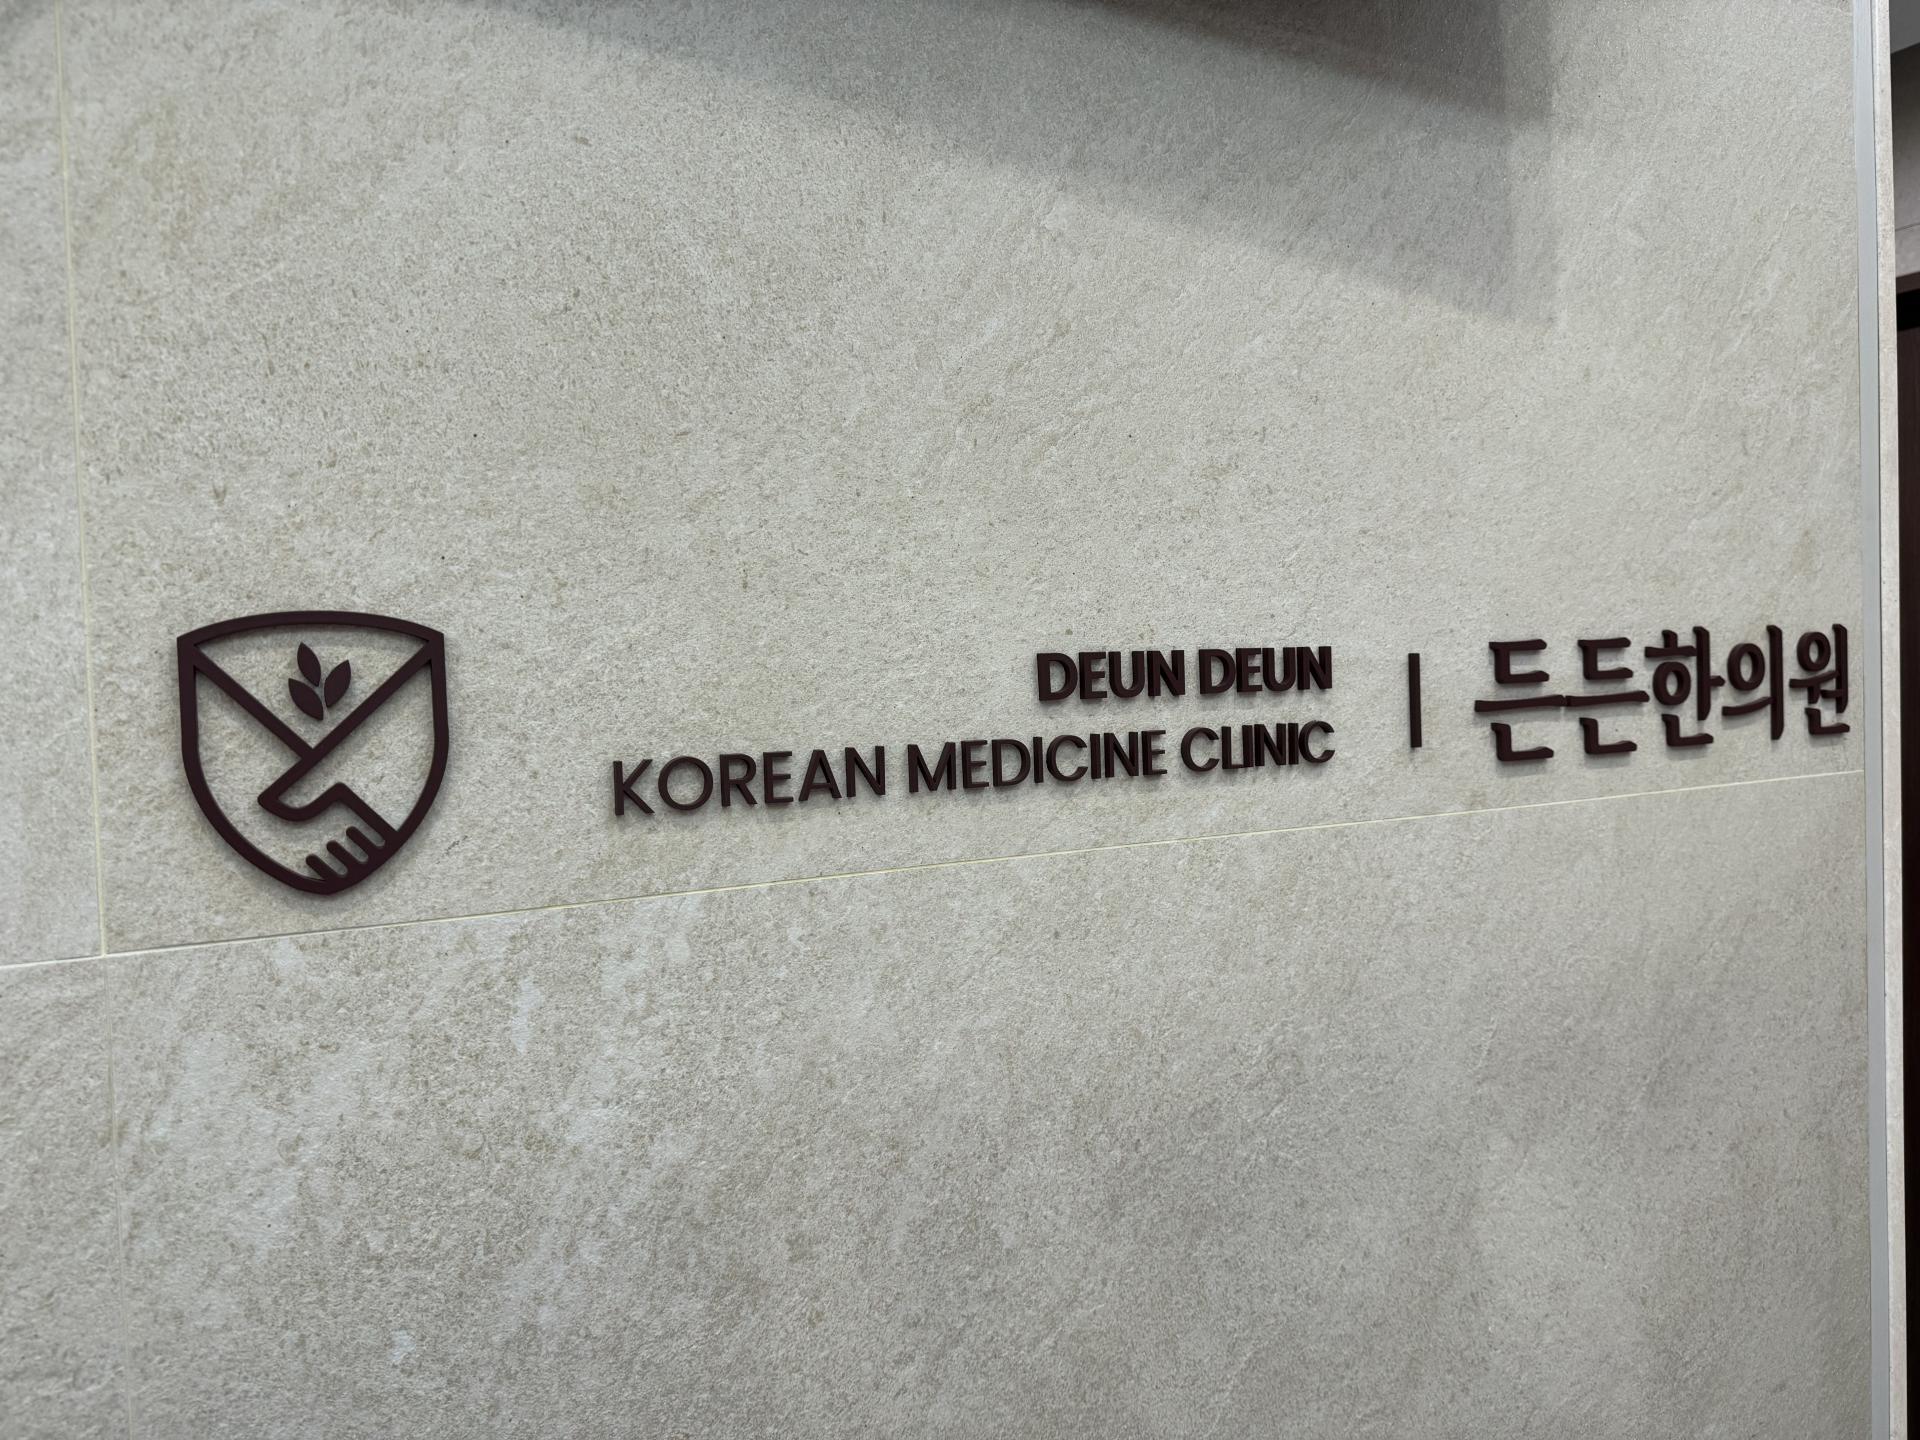 DEUN DEUN
KOREAN MEDICINE CLINIC
든든한의원